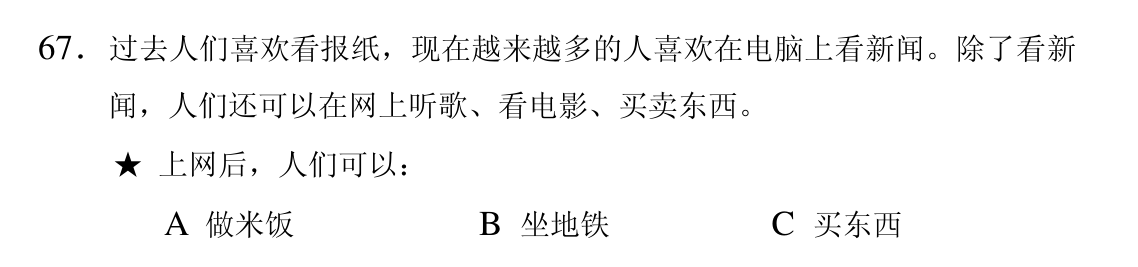 67．过去人们喜欢看报纸，现在越来越多的人喜欢在电脑上看新闻。除了看新
闻，人们还可以在网上听歌、看电影、买卖东西。
★ 上网后，人们可以：
A 做米饭 B 坐地铁 C 买东西